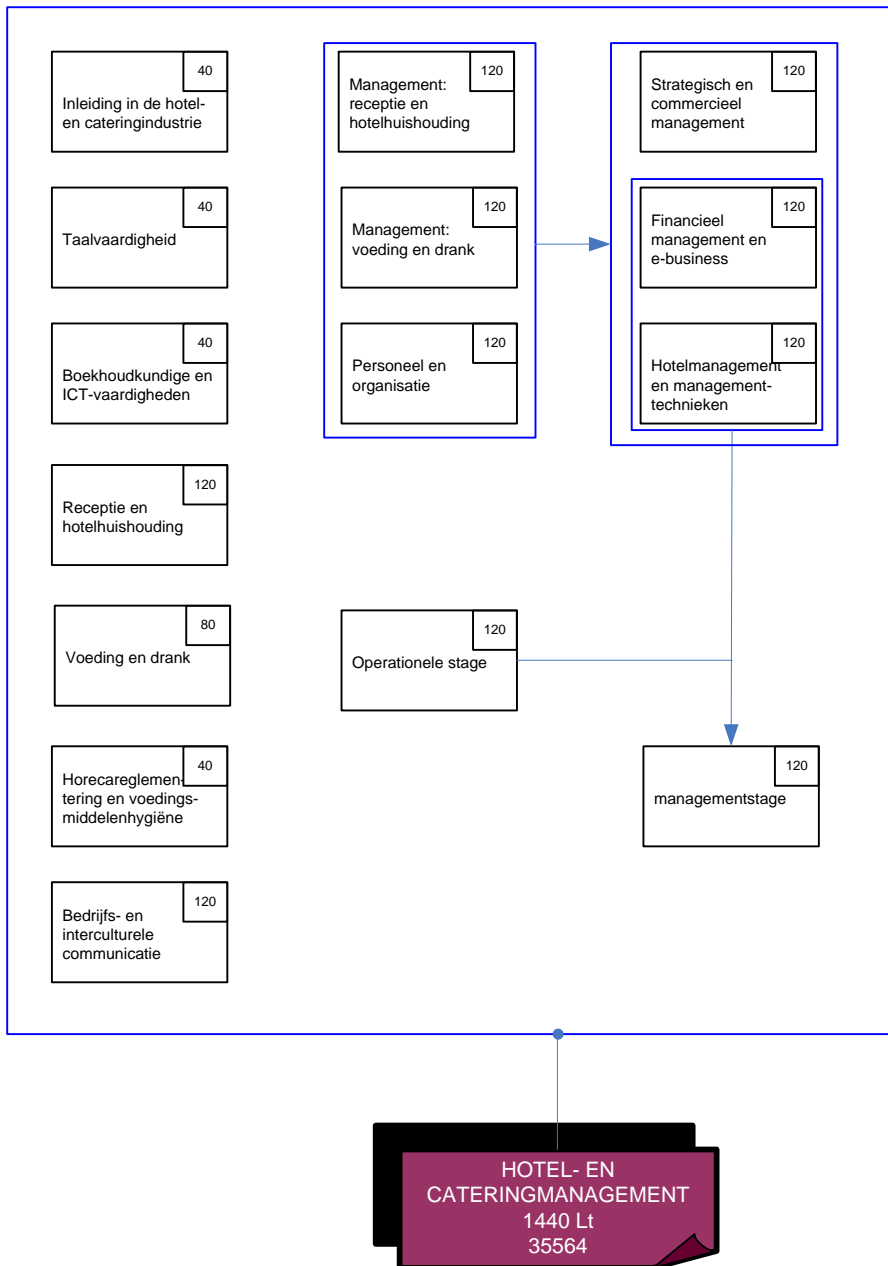 40
Inleiding in de hotel-
en cateringindustrie
40
Taalvaardigheid
40
Boekhoudkundige en
ICT-vaardigheden
120
Receptie en
hotelhuishouding
80
Voeding en drank
40
Horecareglemen-
tering en voedings-
middelenhygiëne
120
Bedrijfs- en
interculturele
communicatie
120
Management:
receptie en
hotelhuishouding
120
Management:
voeding en drank
120
Personeel en
organisatie
120
Operationele stage
120
Strategisch en
commercieel
management
120
Financieel
management en
e-business
120
Hotelmanagement
en management-
technieken
120
managementstage
HOTEL- EN
CATERINGMANAGEMENT
1440 Lt
35564